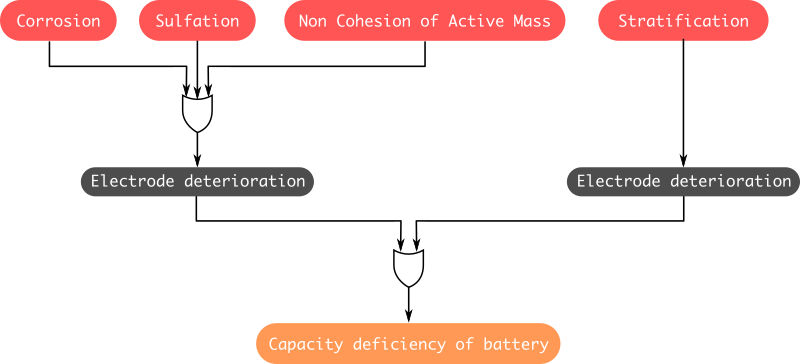 Corrosion
Sulfation
Non Cohesion of Active Mass
Stratification
Electrode deterioration
Electrode deterioration
Capacity deficiency of battery